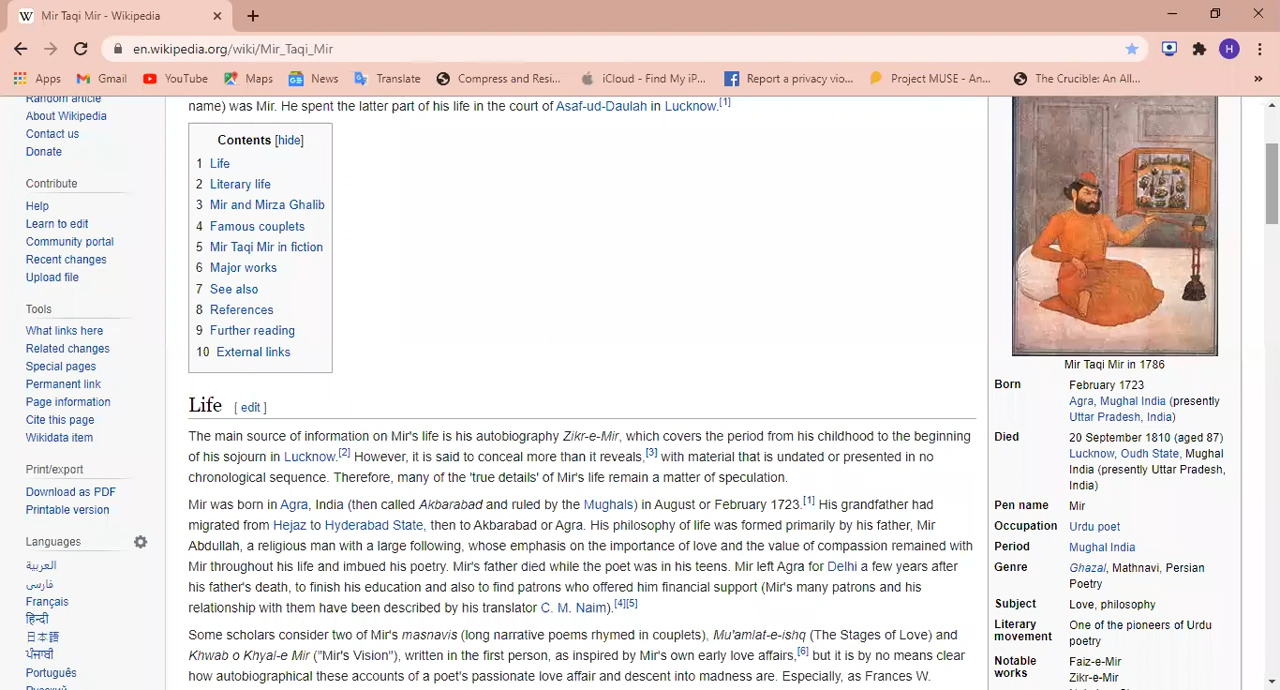 Mir Taqi Mir - Wikipedia
en.wikipedia.org/wiki/Mir_Taqi_Mir
H
Apps Gmail YouTube Maps News Translate Compress and Resi... iCloud - Find My iP... Report a privacy vio... Project MUSE - An... The Crucible: An All... »
Random article
About Wikipedia
Contact us
Donate
Contribute
Help
Learn to edit
Community portal
Recent changes
Upload file
Tools
What links here
Related changes
Special pages
Permanent link
Page information
Cite this page
Wikidata item
Print/export
Download as PDF
Printable version
Languages
العربية
فارسی
Français
हिन्दी
日本語
ਪੰਜਾਬੀ
Português
Русский
name) was Mir. He spent the latter part of his life in the court of Asaf-ud-Daulah in Lucknow.[1]
Contents [hide]
1 Life
2 Literary life
3 Mir and Mirza Ghalib
4 Famous couplets
5 Mir Taqi Mir in fiction
6 Major works
7 See also
8 References
9 Further reading
10 External links
Life [ edit ]
The main source of information on Mir's life is his autobiography Zikr-e-Mir, which covers the period from his childhood to the beginning
of his sojourn in Lucknow.[2] However, it is said to conceal more than it reveals,[3] with material that is undated or presented in no
chronological sequence. Therefore, many of the 'true details' of Mir's life remain a matter of speculation.
Mir was born in Agra, India (then called Akbarabad and ruled by the Mughals) in August or February 1723.[1] His grandfather had
migrated from Hejaz to Hyderabad State, then to Akbarabad or Agra. His philosophy of life was formed primarily by his father, Mir
Abdullah, a religious man with a large following, whose emphasis on the importance of love and the value of compassion remained with
Mir throughout his life and imbued his poetry. Mir's father died while the poet was in his teens. Mir left Agra for Delhi a few years after
his father's death, to finish his education and also to find patrons who offered him financial support (Mir's many patrons and his
relationship with them have been described by his translator C. M. Naim).[4][5]
Some scholars consider two of Mir's masnavis (long narrative poems rhymed in couplets), Mu'amlat-e-ishq (The Stages of Love) and
Khwab o Khyal-e Mir ("Mir's Vision"), written in the first person, as inspired by Mir's own early love affairs,[6] but it is by no means clear
how autobiographical these accounts of a poet's passionate love affair and descent into madness are. Especially, as Frances W.
Mir Taqi Mir in 1786
Born February 1723
Agra, Mughal India (presently
Uttar Pradesh, India)
Died 20 September 1810 (aged 87)
Lucknow, Oudh State, Mughal
India (presently Uttar Pradesh,
India)
Pen name Mir
Occupation Urdu poet
Period Mughal India
Genre Ghazal, Mathnavi, Persian
Poetry
Subject Love, philosophy
Literary One of the pioneers of Urdu
movement poetry
Notable Faiz-e-Mir
works Zikr-e-Mir